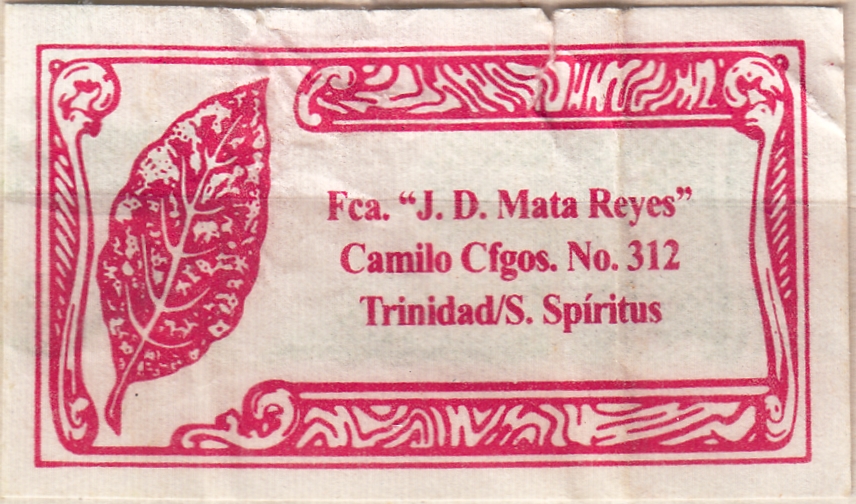 Fca. “J. D. Mata Reyes”
Camilo Cfgos. No. 312
Trinidad/S. Spíritus